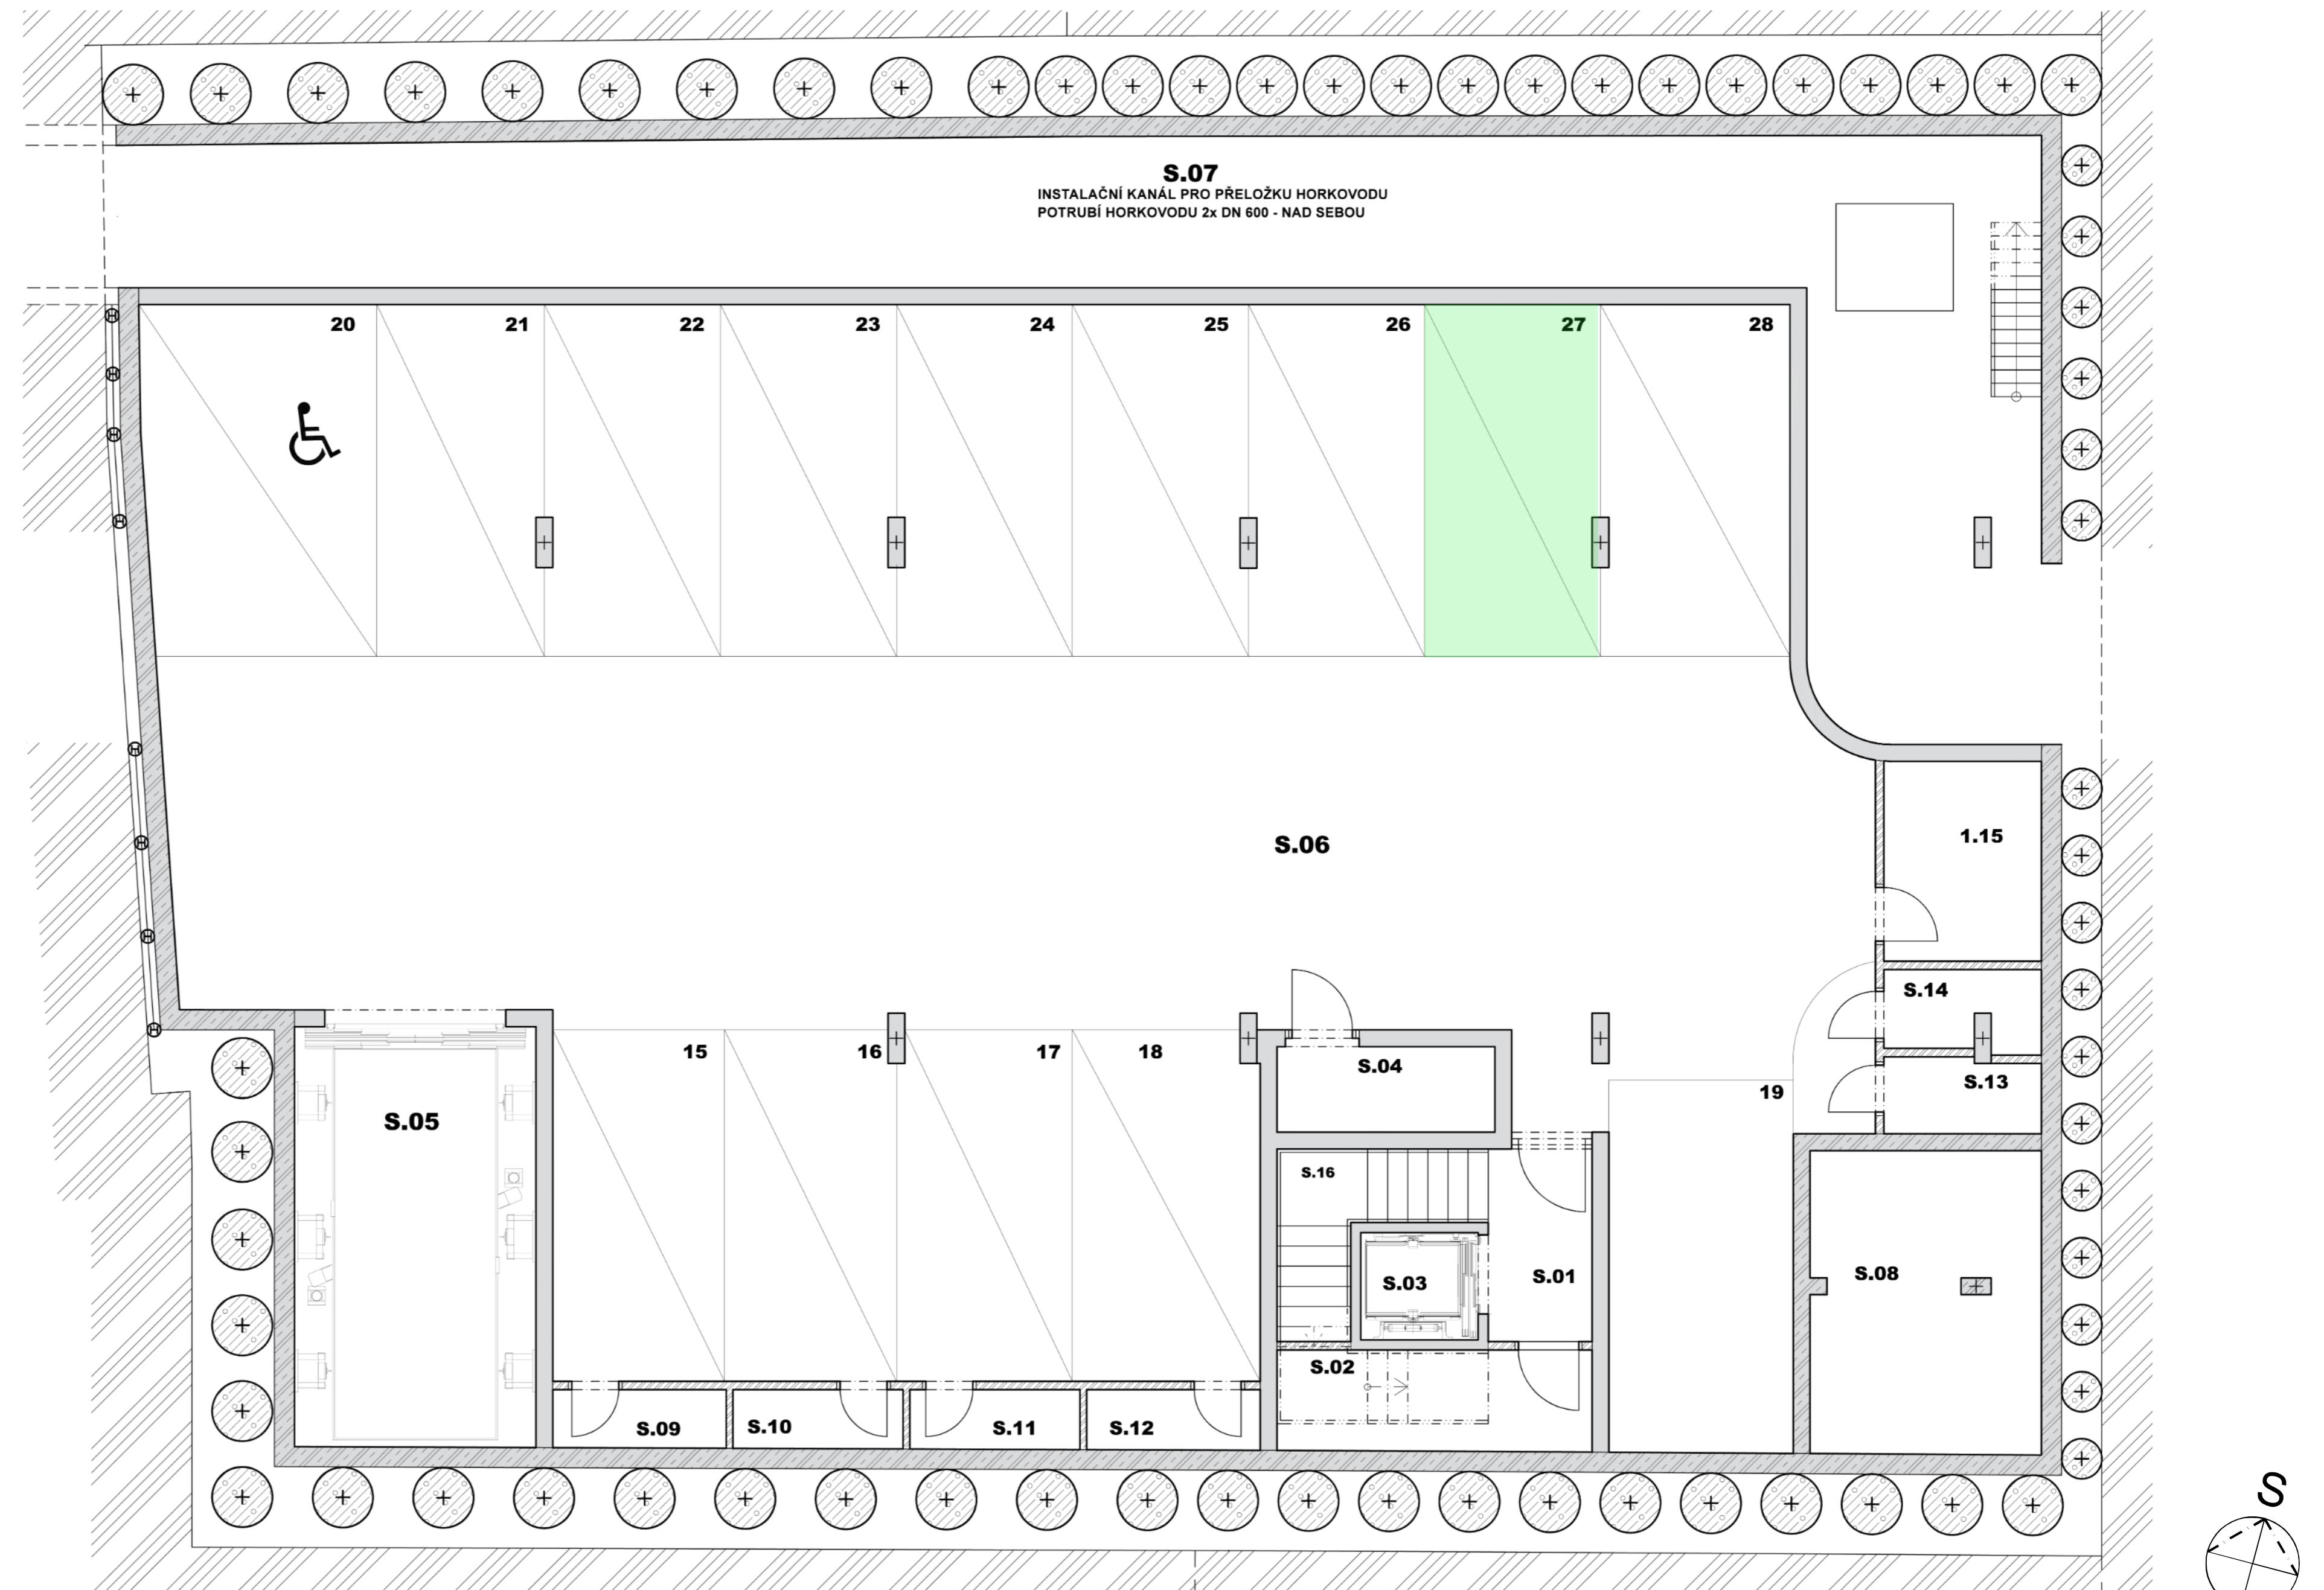 S.07
INSTALAČNÍ KANÁL PRO PŘELOŽKU HORKOVODU
POTRUBÍ HORKOVODU 2x DN 600 - NAD SEBOU
20 21 22 23 24 25 26 27 28
S.06
1.15
S.14
15 16 17 18
S.04
S.13
19
S.05
S.16
S.03
S.01
S.08
S.02
S.09 S.10 S.11 S.12
S